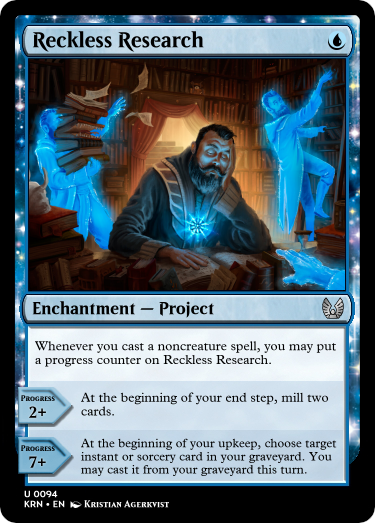 Reckless Research
Enchantment — Project
Whenever you cast a noncreature spell, you may put
a progress counter on Reckless Research.
PROGRESS
2+
At the beginning of your end step, mill two
cards.
PROGRESS
7+
At the beginning of your upkeep, choose target
instant or sorcery card in your graveyard. You
may cast it from your graveyard this turn.
U 0094
KRN • EN Kristian Agerkvist